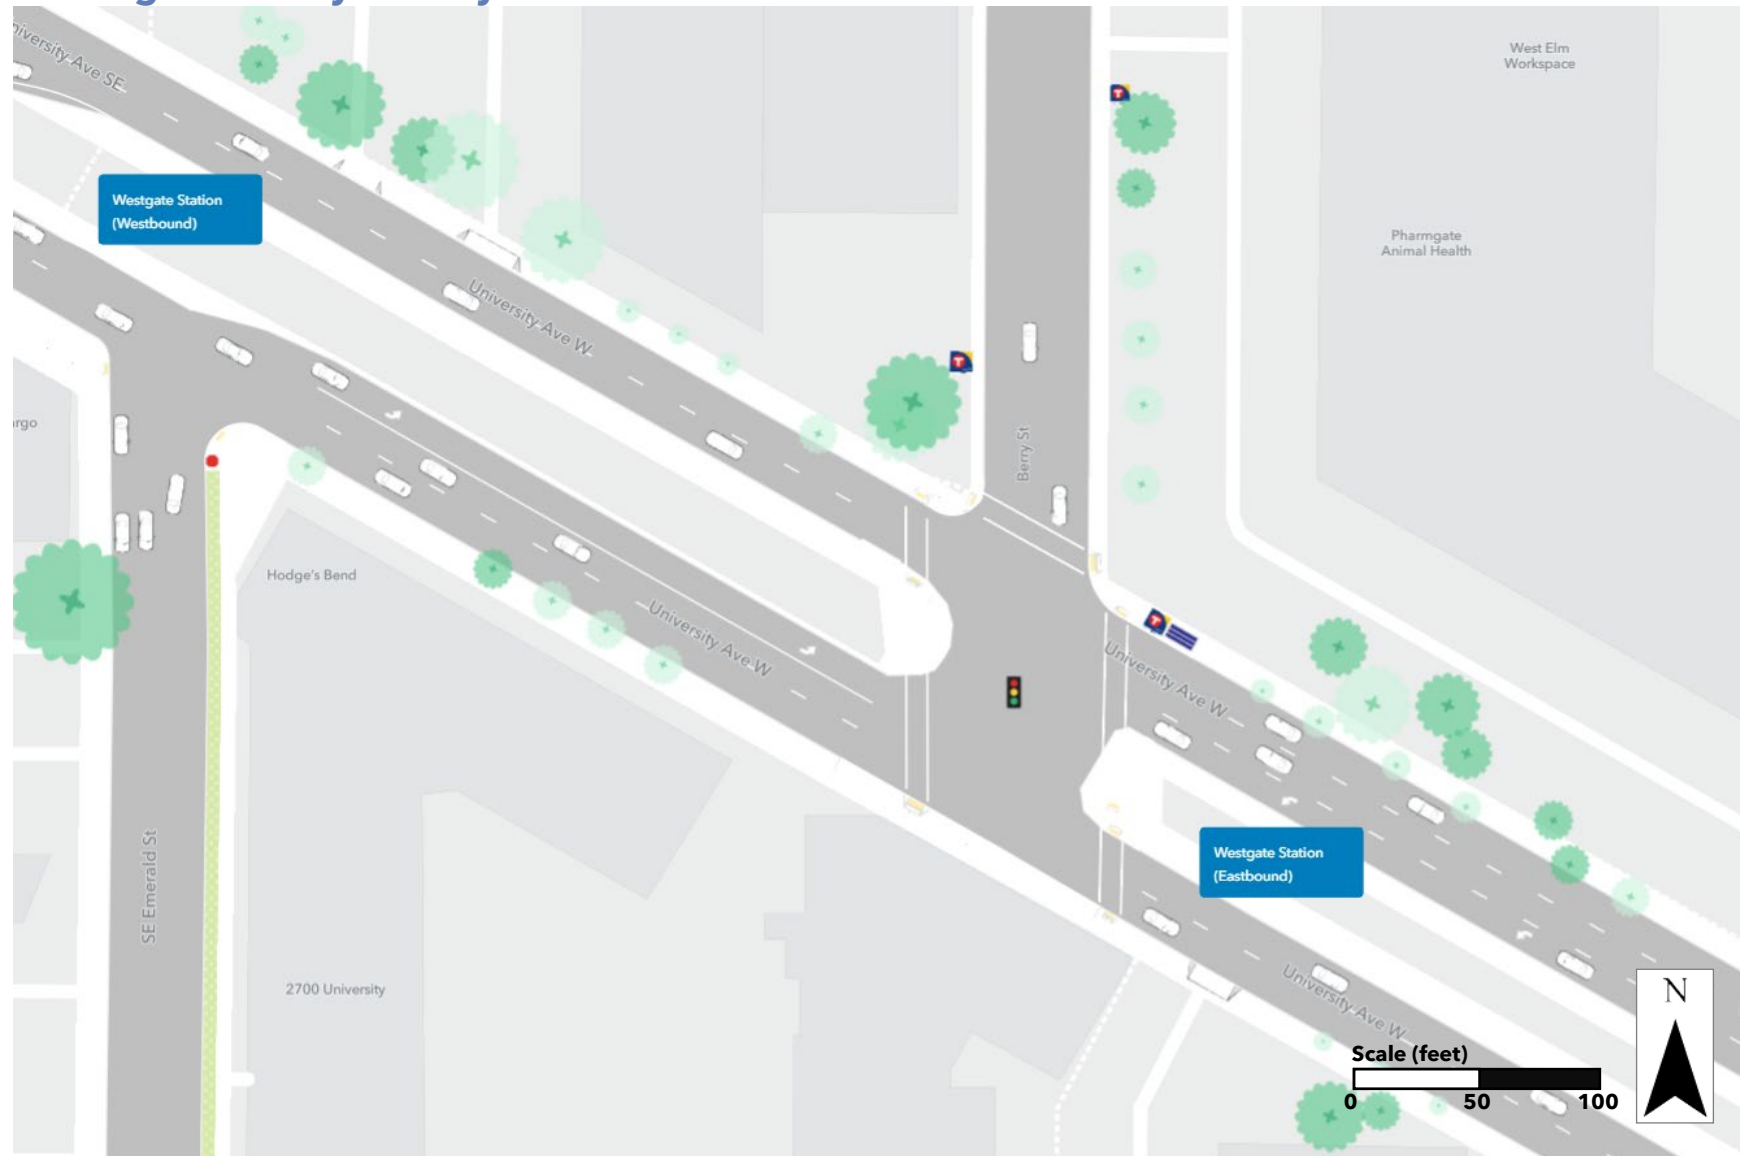 University Ave SE
West Elm
Workspace
Westgate Station
(Westbound)
Pharmgate
Animal Health
University Ave W
Berry St
Hodge's Bend
University Ave W
University Ave W
Westgate Station
(Eastbound)
SE Emerald St
2700 University
University Ave W
N
Scale (feet)
0 50 100